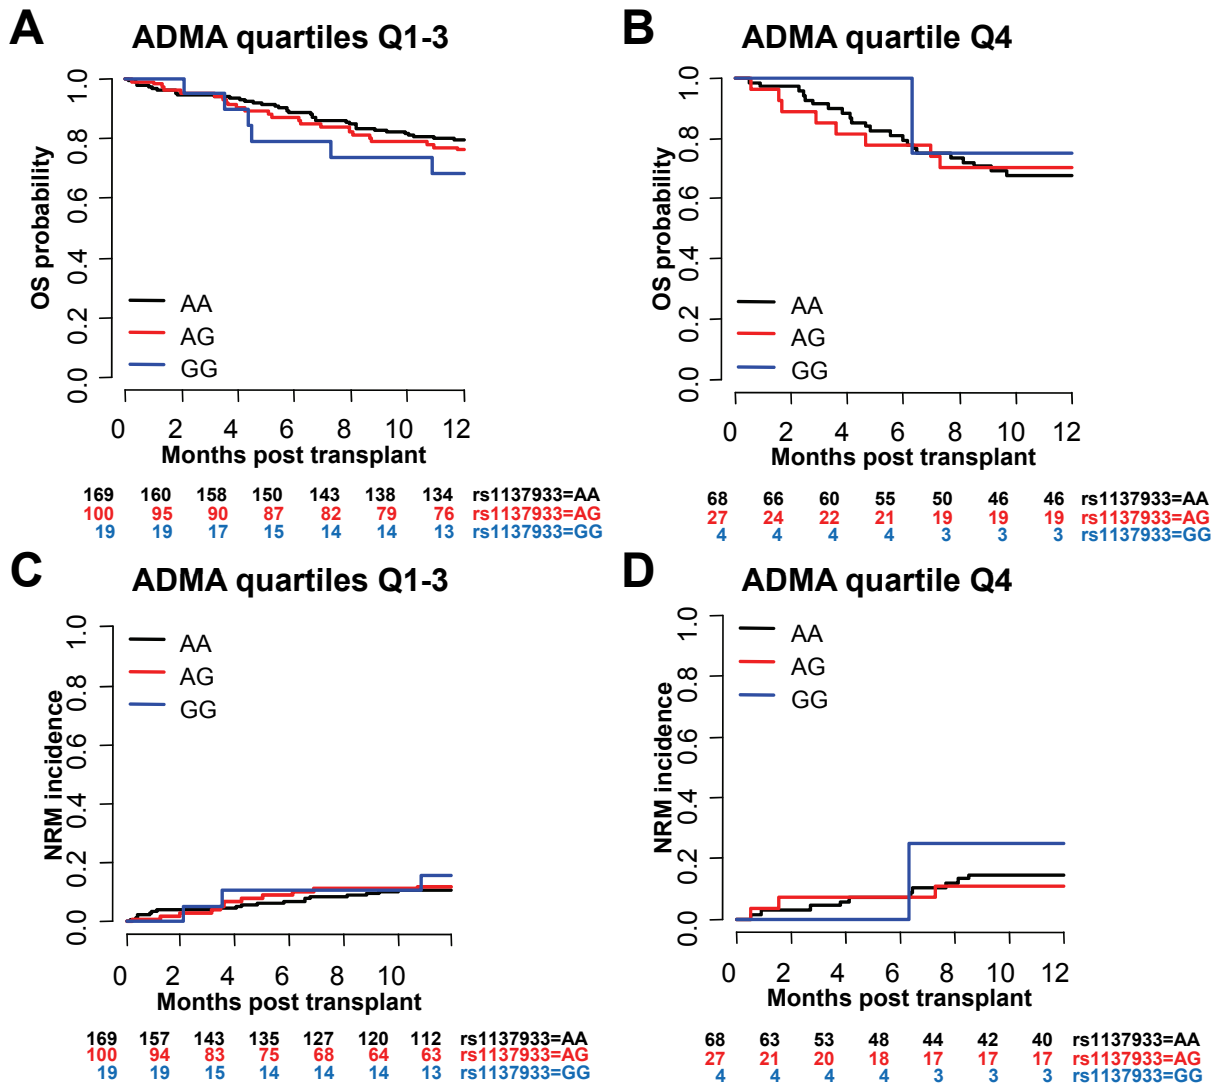 A
ADMA quartiles Q1-3
OS probability
1.0
0.8
0.6
0.4
0.2
0.0
AA
AG
GG
0 2 4 6 8 10 12
Months post transplant
169 160 158 150 143 138 134 rs1137933=AA
100 95 90 87 82 79 76 rs1137933=AG
19 19 17 15 14 14 13 rs1137933=GG
B
ADMA quartile Q4
OS probability
1.0
0.8
0.6
0.4
0.2
0.0
AA
AG
GG
0 2 4 6 8 10 12
Months post transplant
68 66 60 55 50 46 46 rs1137933=AA
27 24 22 21 19 19 19 rs1137933=AG
4 4 4 4 3 3 3 rs1137933=GG
C
ADMA quartiles Q1-3
NRM incidence
1.0
0.8
0.6
0.4
0.2
0.0
AA
AG
GG
0 2 4 6 8 10
Months post transplant
169 157 143 135 127 120 112 rs1137933=AA
100 94 83 75 68 64 63 rs1137933=AG
19 19 15 14 14 14 13 rs1137933=GG
D
ADMA quartile Q4
NRM incidence
1.0
0.8
0.6
0.4
0.2
0.0
AA
AG
GG
0 2 4 6 8 10 12
Months post transplant
68 63 53 48 44 42 40 rs1137933=AA
27 21 20 18 17 17 17 rs1137933=AG
4 4 4 4 3 3 3 rs1137933=GG